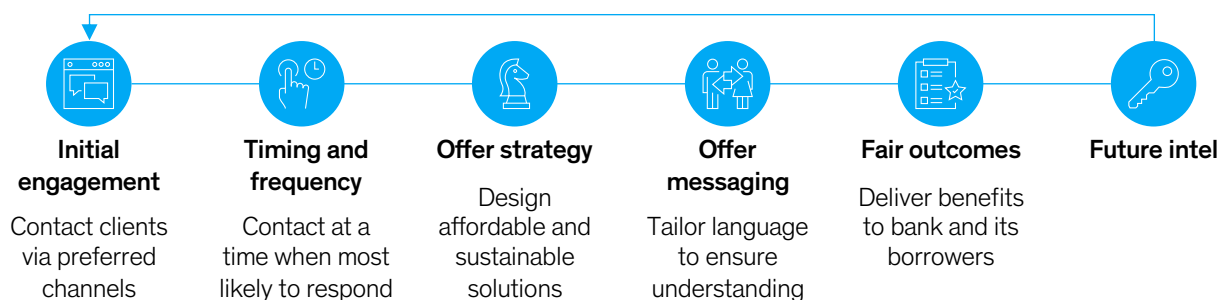 Initial
engagement
Contact clients
via preferred
channels
Timing and
frequency
Contact at a
time when most
likely to respond
Offer strategy
Design
affordable and
sustainable
solutions
Offer
messaging
Tailor language
to ensure
understanding
Fair outcomes
Deliver benefits
to bank and its
borrowers
Future intel